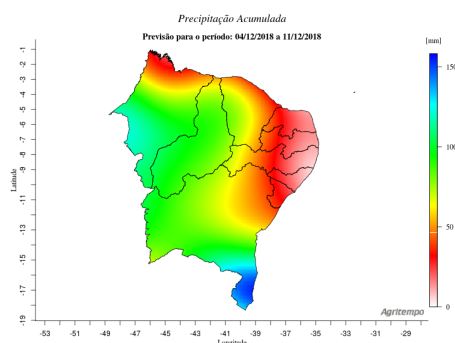 Precipitação Acumulada
Previsão para o período: 04/12/2018 a 11/12/2018
[mm]
150
100
50
0
-1
-2
-3
-5
-6
-7
-8
-9
-11
-13
-15
-17
-19
Latitude
-53 -51 -49 -47 -45 -43 -41 -39 -37 -35 -33 -31 -29
Longitude
Agritempo